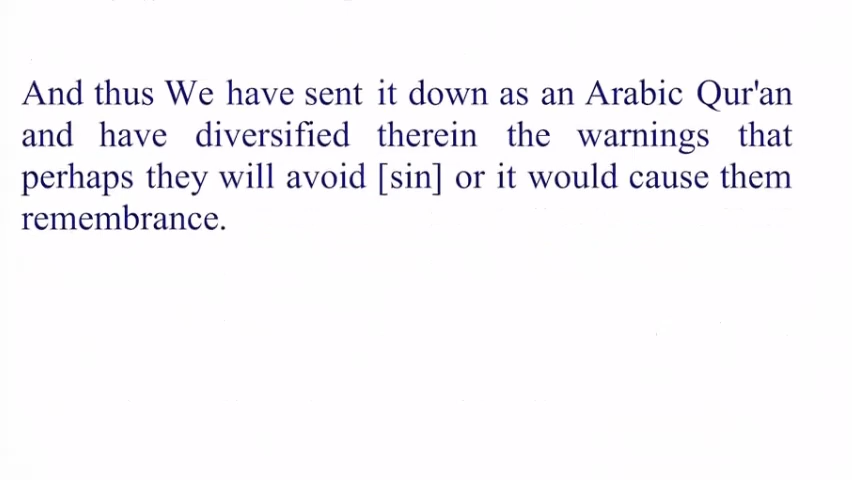 And thus We have sent it down as an Arabic Qur'an
and have diversified therein the warnings that
perhaps they will avoid [sin] or it would cause them
remembrance.